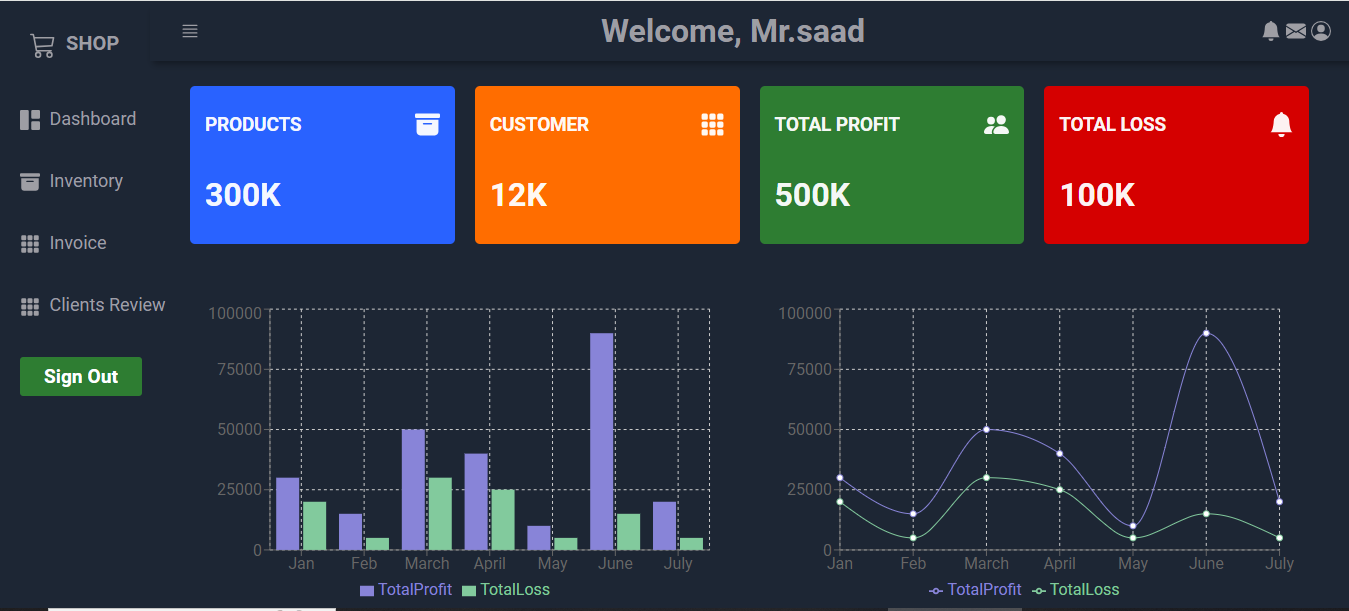 SHOP
Welcome, Mr.saad
Dashboard
Inventory
Invoice
Clients Review
Sign Out
PRODUCTS
300K
CUSTOMER
12K
TOTAL PROFIT
500K
TOTAL LOSS
100K
100000
75000
50000
25000
0
Jan Feb March April May June July
TotalProfit TotalLoss
100000
75000
50000
25000
0
Jan Feb March April May June July
TotalProfit TotalLoss